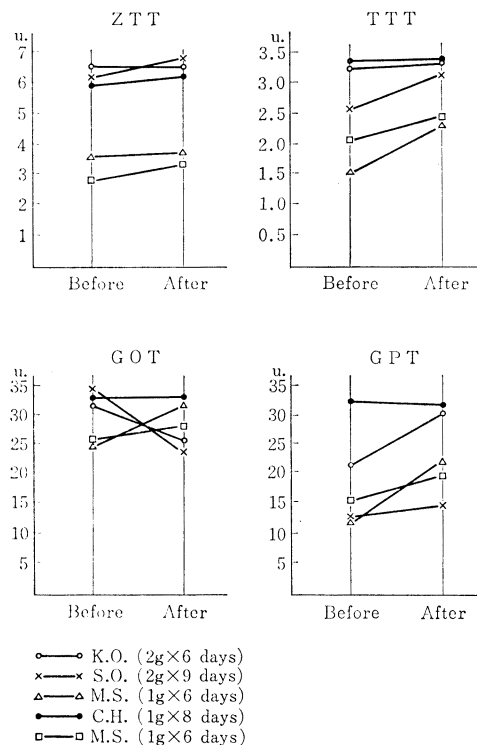 ZTT
u.
7
6
5
4
3
2
1
Before After
TTT
u.
3.5
3.0
2.5
2.0
1.5
1.0
0.5
Before After
GOT
u.
35
30
25
20
15
10
5
Before After
GPT
u.
35
30
25
20
15
10
5
Before After
K.O. (2g×6 days)
S.O. (2g×9 days)
M.S. (1g×6 days)
C.H. (1g×8 days)
M.S. (1g×6 days)